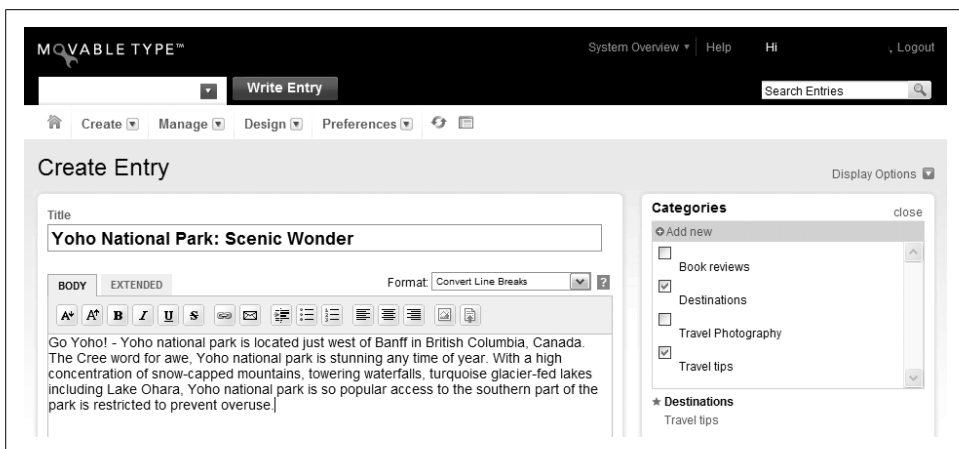 MOVABLE TYPE™
System Overview Help Hi , Logout
Write Entry
Search Entries
Create Manage Design Preferences
Create Entry
Display Options
Title
Yoho National Park: Scenic Wonder
BODY EXTENDED
Format: Convert Line Breaks ?
A A B I U S
Go Yoho! - Yoho national park is located just west of Banff in British Columbia, Canada.
The Cree word for awe, Yoho national park is stunning any time of year. With a high
concentration of snow-capped mountains, towering waterfalls, turquoise glacier-fed lakes
including Lake Ohara, Yoho national park is so popular access to the southern part of the
park is restricted to prevent overuse.
Categories close
Add new
Book reviews
Destinations
Travel Photography
Travel tips
Destinations
Travel tips